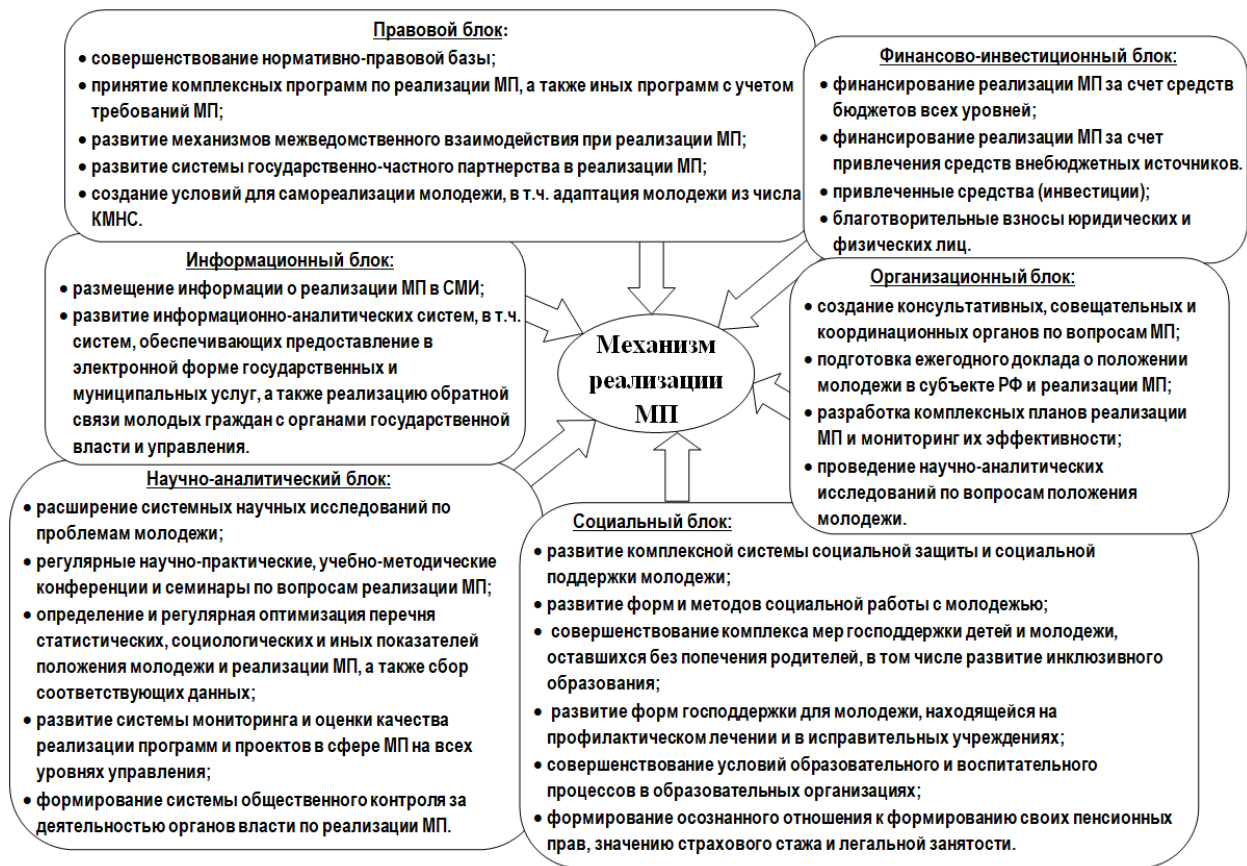 Правовой блок:
• совершенствование нормативно-правовой базы;
• принятие комплексных программ по реализации МП, а также иных программ с учетом
требований МП;
• развитие механизмов межведомственного взаимодействия при реализации МП;
• развитие системы государственно-частного партнерства в реализации МП;
• создание условий для самореализации молодежи, в т.ч. адаптация молодежи из числа
КМНС.
Финансово-инвестиционный блок:
• финансирование реализации МП за счет средств
бюджетов всех уровней;
• финансирование реализации МП за счет
привлечения средств внебюджетных источников.
• привлеченные средства (инвестиции);
• благотворительные взносы юридических и
физических лиц.
Информационный блок:
• размещение информации о реализации МП в СМИ;
• развитие информационно-аналитических систем, в т.ч.
систем, обеспечивающих предоставление в
электронной форме государственных и
муниципальных услуг, а также реализацию обратной
связи молодых граждан с органами государственной
власти и управления.
Механизм
реализации
МП
Организационный блок:
• создание консультативных, совещательных и
координационных органов по вопросам МП;
• подготовка ежегодного доклада о положении
молодежи в субъекте РФ и реализации МП;
• разработка комплексных планов реализации
МП и мониторинг их эффективности;
• проведение научно-аналитических
исследований по вопросам положения
молодежи.
Научно-аналитический блок:
• расширение системных научных исследований по
проблемам молодежи;
• регулярные научно-практические, учебно-методические
конференции и семинары по вопросам реализации МП;
• определение и регулярная оптимизация перечня
статистических, социологических и иных показателей
положения молодежи и реализации МП, а также сбор
соответствующих данных;
• развитие системы мониторинга и оценки качества
реализации программ и проектов в сфере МП на всех
уровнях управления;
• формирование системы общественного контроля за
деятельностью органов власти по реализации МП.
Социальный блок:
• развитие комплексной системы социальной защиты и социальной
поддержки молодежи;
• развитие форм и методов социальной работы с молодежью;
• совершенствование комплекса мер господдержки детей и молодежи,
оставшихся без попечения родителей, в том числе развитие инклюзивного
образования;
• развитие форм господдержки для молодежи, находящейся на
профилактическом лечении и в исправительных учреждениях;
• совершенствование условий образовательного и воспитательного
процессов в образовательных организациях;
• формирование осознанного отношения к формированию своих пенсионных
прав, значению страхового стажа и легальной занятости.